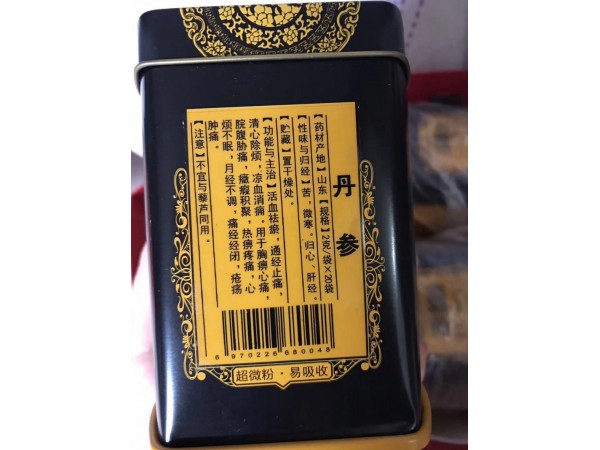 丹参
【药材产地】山东【规格】2克/袋×20袋
【性味与归经】苦，微寒。归心、肝经。
【贮藏】置干燥处。
【功能与主治】活血祛瘀，通经止痛，
清心除烦，凉血消痈。用于胸痹心痛，
脘腹胁痛，癥瘕积聚，热痹疼痛，心
烦不眠，月经不调，痛经经闭，疮疡
肿痛。
【注意】不宜与藜芦同用。
6970226680048
超微粉·易吸收